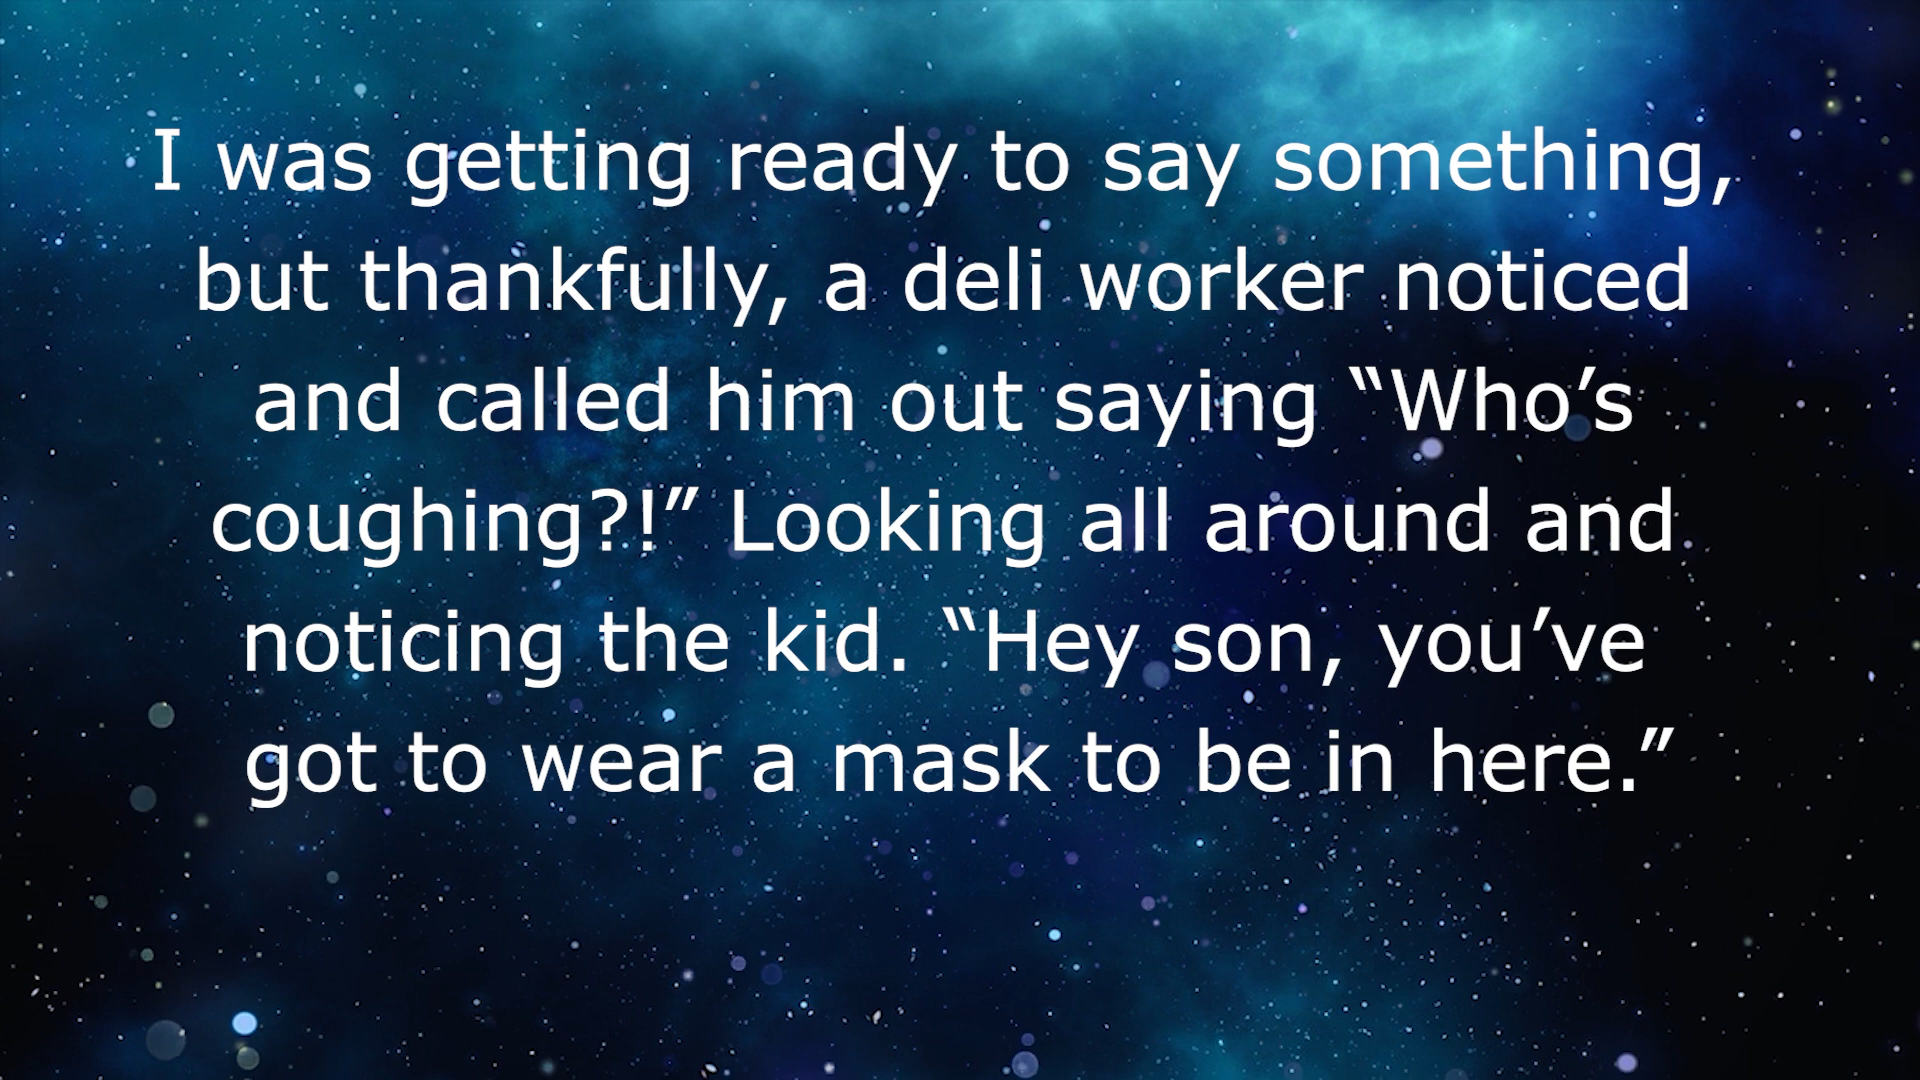 I was getting ready to say something,
but thankfully, a deli worker noticed
and called him out saying “Who’s
coughing?!” Looking all around and
noticing the kid. “Hey son, you’ve
got to wear a mask to be in here.”